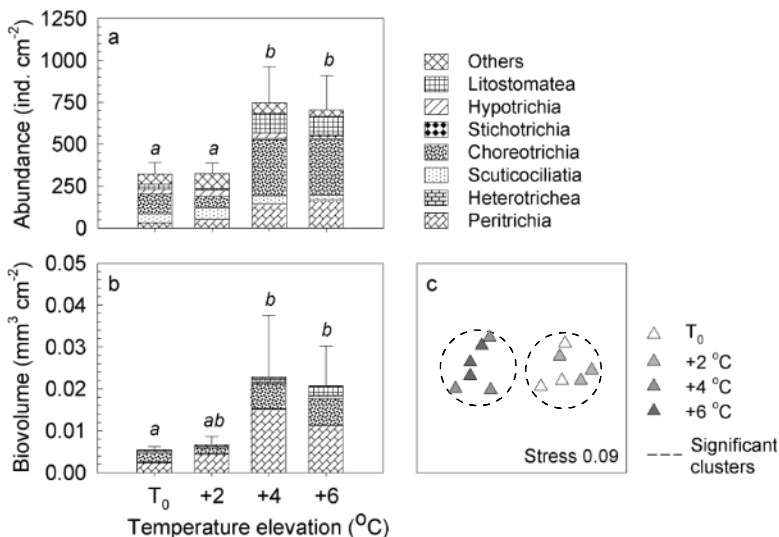 a
Abundance (ind. cm⁻²)
1250
1000
750
500
250
0
a
a
b
b
Others
Litostomatea
Hypotrichia
Stichotrichia
Choreotrichia
Scuticociliatia
Heterotrichea
Peritrichia
b
Biovolume (mm³ cm⁻²)
0.05
0.04
0.03
0.02
0.01
0.00
a
ab
b
b
T₀ +2 +4 +6
Temperature elevation (°C)
c
Stress 0.09
T₀
+2 °C
+4 °C
+6 °C
Significant
clusters